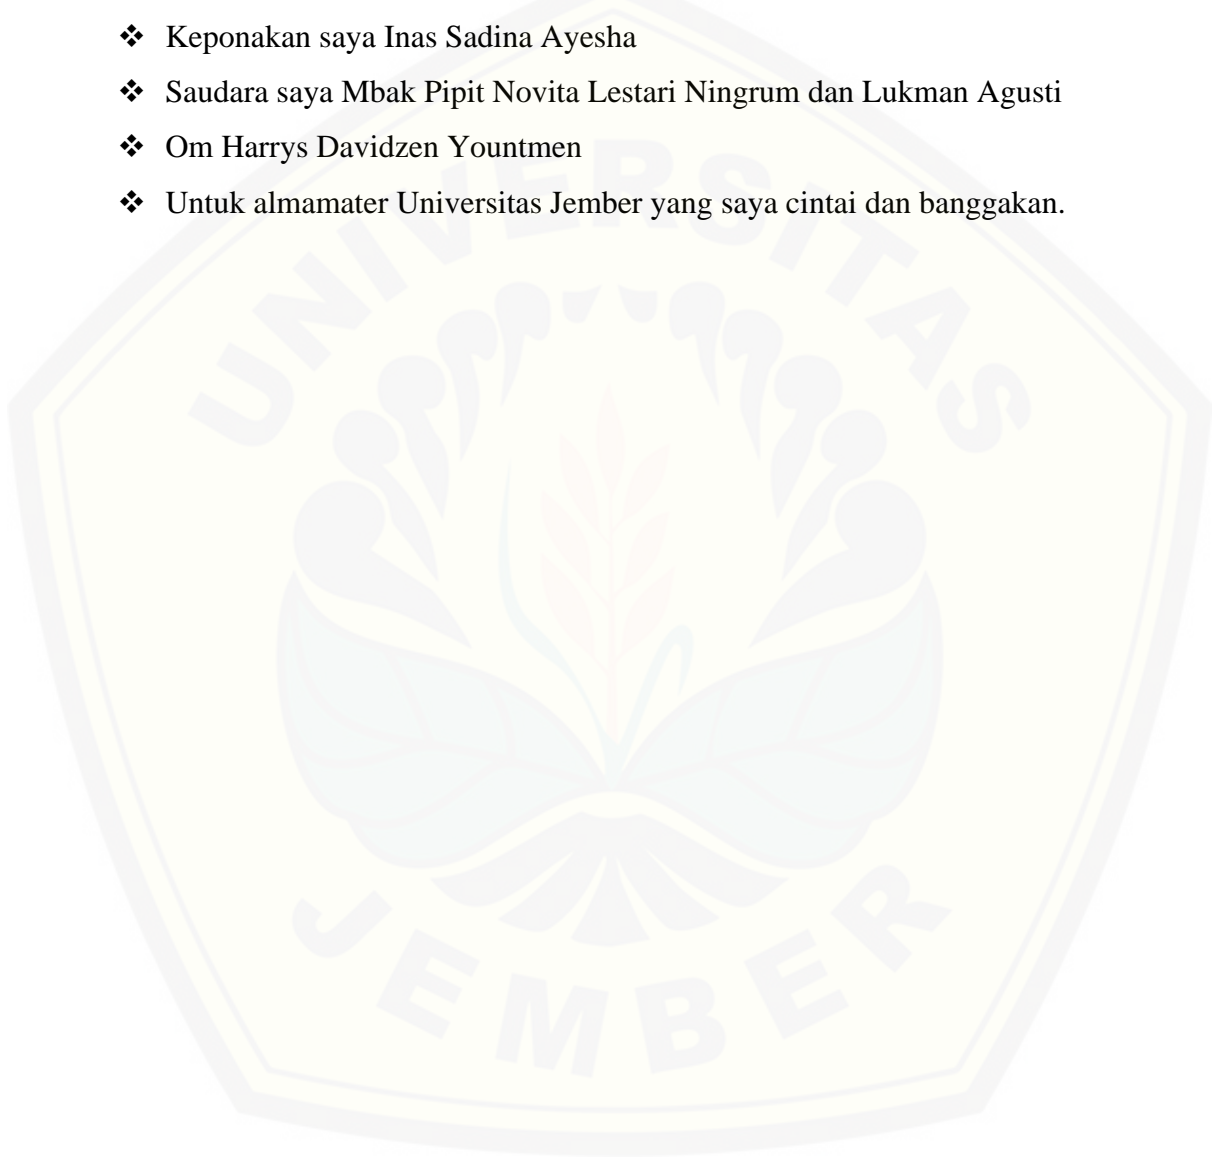 ❖ Keponakan saya Inas Sadina Ayesha
❖ Saudara saya Mbak Pipit Novita Lestari Ningrum dan Lukman Agusti
❖ Om Harrys Davidzen Yountmen
❖ Untuk almamater Universitas Jember yang saya cintai dan banggakan.
UNIVERSITAS
JEMBER